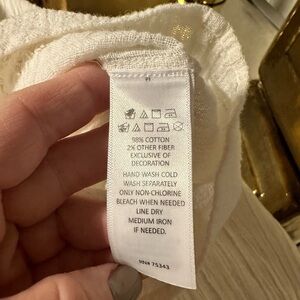 98% COTTON
2% OTHER FIBER
EXCLUSIVE OF
DECORATION
HAND WASH COLD
WASH SEPARATELY
ONLY NON-CHLORINE
BLEACH WHEN NEEDED
LINE DRY
MEDIUM IRON
IF NEEDED.
RN# 75343